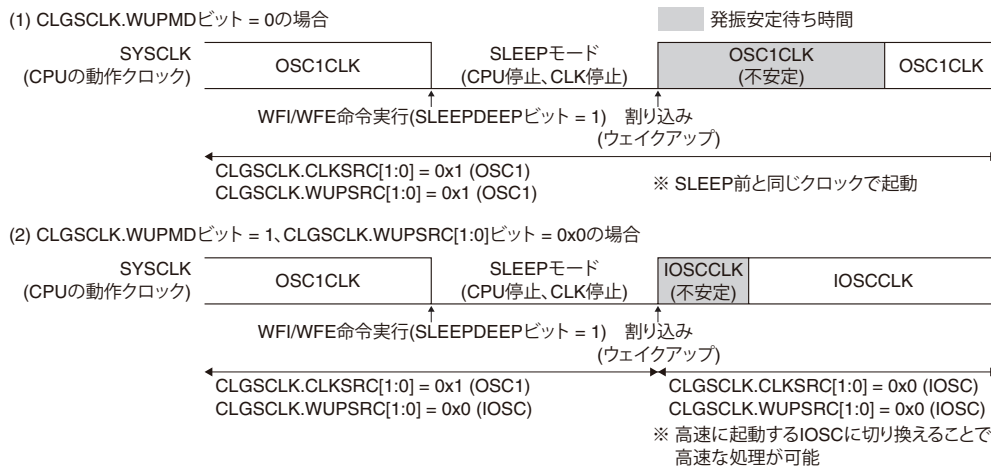 (1) CLGSCLK.WUPMDビット = 0の場合
発振安定待ち時間
SYSCLK
(CPUの動作クロック)
OSC1CLK
SLEEPモード
(CPU停止、CLK停止)
OSC1CLK
(不安定)
OSC1CLK
WFI/WFE命令実行(SLEEPDEEPビット = 1)
割り込み
(ウェイクアップ)
CLGSCLK.CLKSRC[1:0] = 0x1 (OSC1)
CLGSCLK.WUPSRC[1:0] = 0x1 (OSC1)
※ SLEEP前と同じクロックで起動
(2) CLGSCLK.WUPMDビット = 1、CLGSCLK.WUPSRC[1:0]ビット = 0x0の場合
SYSCLK
(CPUの動作クロック)
OSC1CLK
SLEEPモード
(CPU停止、CLK停止)
IOSCCLK
(不安定)
IOSCCLK
WFI/WFE命令実行(SLEEPDEEPビット = 1)
割り込み
(ウェイクアップ)
CLGSCLK.CLKSRC[1:0] = 0x1 (OSC1)
CLGSCLK.WUPSRC[1:0] = 0x0 (IOSC)
CLGSCLK.CLKSRC[1:0] = 0x0 (IOSC)
CLGSCLK.WUPSRC[1:0] = 0x0 (IOSC)
※ 高速に起動するIOSCに切り換えることで
高速な処理が可能